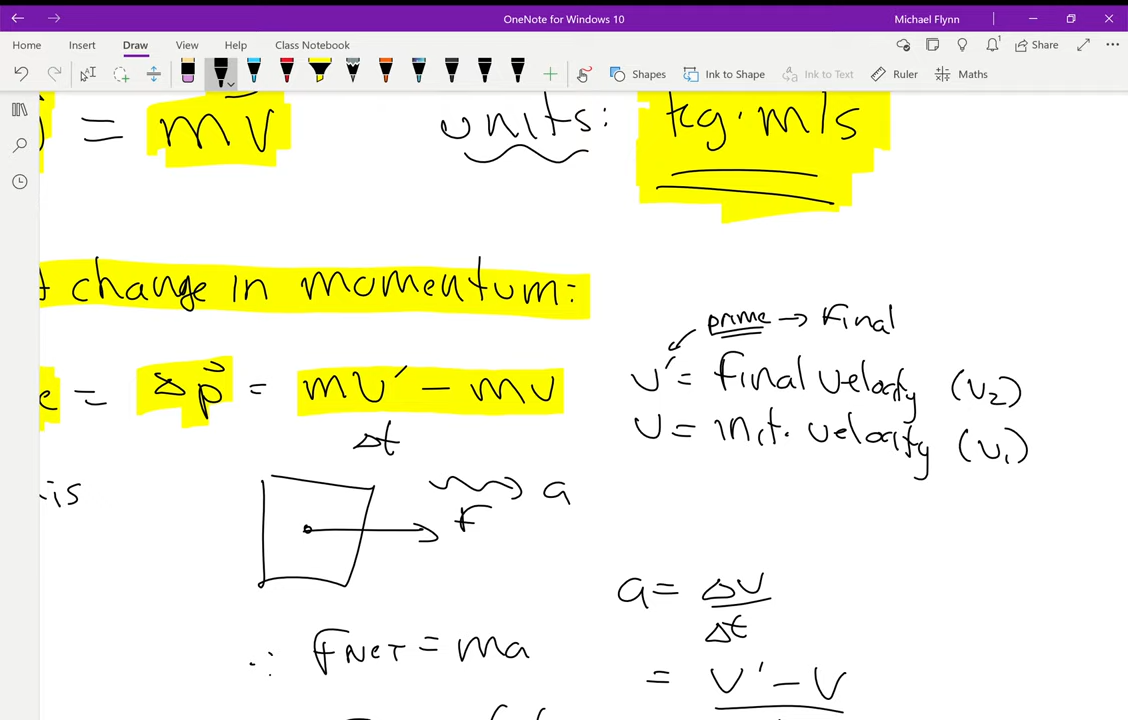 OneNote for Windows 10
Michael Flynn
Home Insert Draw View Help Class Notebook
Share
Shapes Ink to Shape Ink to Text Ruler Maths
= mv⃗ units: kg·m/s
change in momentum:
prime → Final
e = Δp⃗ = mv′ - mv
v′ = final velocity (v₂)
Δt
v = init. velocity (v₁)
is
a
F
a = Δv
Δt
∴ FNET = ma
= v′ - v